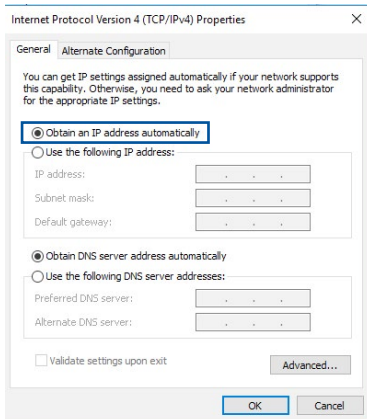 Internet Protocol Version 4 (TCP/IPv4) Properties
General
Alternate Configuration
You can get IP settings assigned automatically if your network supports
this capability. Otherwise, you need to ask your network administrator
for the appropriate IP settings.
Obtain an IP address automatically
Use the following IP address:
IP address:
Subnet mask:
Default gateway:
Obtain DNS server address automatically
Use the following DNS server addresses:
Preferred DNS server:
Alternate DNS server:
Validate settings upon exit
Advanced...
OK
Cancel